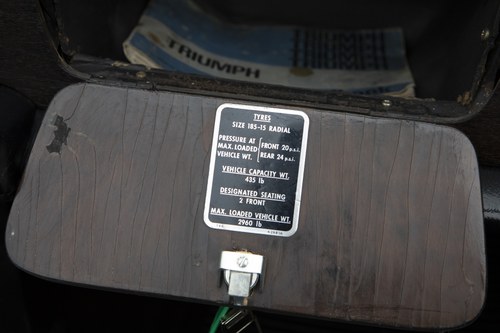 TRIUMPH
TYRES
SIZE 185-15 RADIAL
PRESSURE AT
MAX. LOADED
VEHICLE WT.
FRONT 20 p.s.i.
REAR 24 p.s.i.
VEHICLE CAPACITY WT.
435 lb
DESIGNATED SEATING
2 FRONT
MAX. LOADED VEHICLE WT.
2960 lb